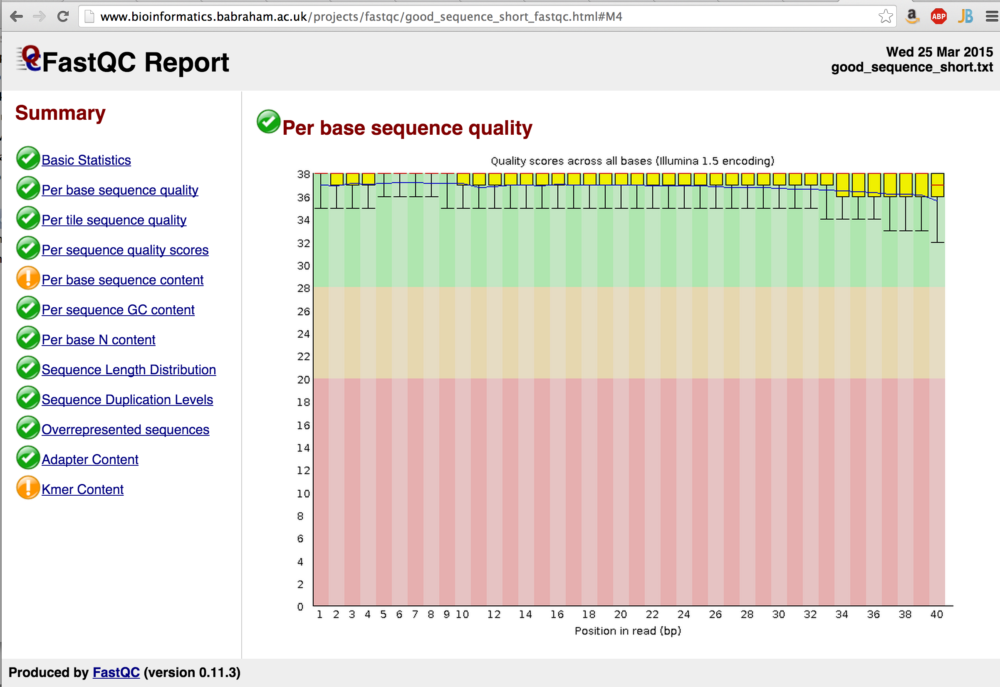 www.bioinformatics.babraham.ac.uk/projects/fastqc/good_sequence_short_fastqc.html#M4
a
ABP
JB
QC
FastQC Report
Wed 25 Mar 2015
good_sequence_short.txt
Summary
Basic Statistics
Per base sequence quality
Per tile sequence quality
Per sequence quality scores
Per base sequence content
Per sequence GC content
Per base N content
Sequence Length Distribution
Sequence Duplication Levels
Overrepresented sequences
Adapter Content
Kmer Content
Per base sequence quality
Quality scores across all bases (Illumina 1.5 encoding)
38
36
34
32
30
28
26
24
22
20
18
16
14
12
10
8
6
4
2
0
1 2 3 4 5 6 7 8 9 10 12 14 16 18 20 22 24 26 28 30 32 34 36 38 40
Position in read (bp)
Produced by FastQC (version 0.11.3)